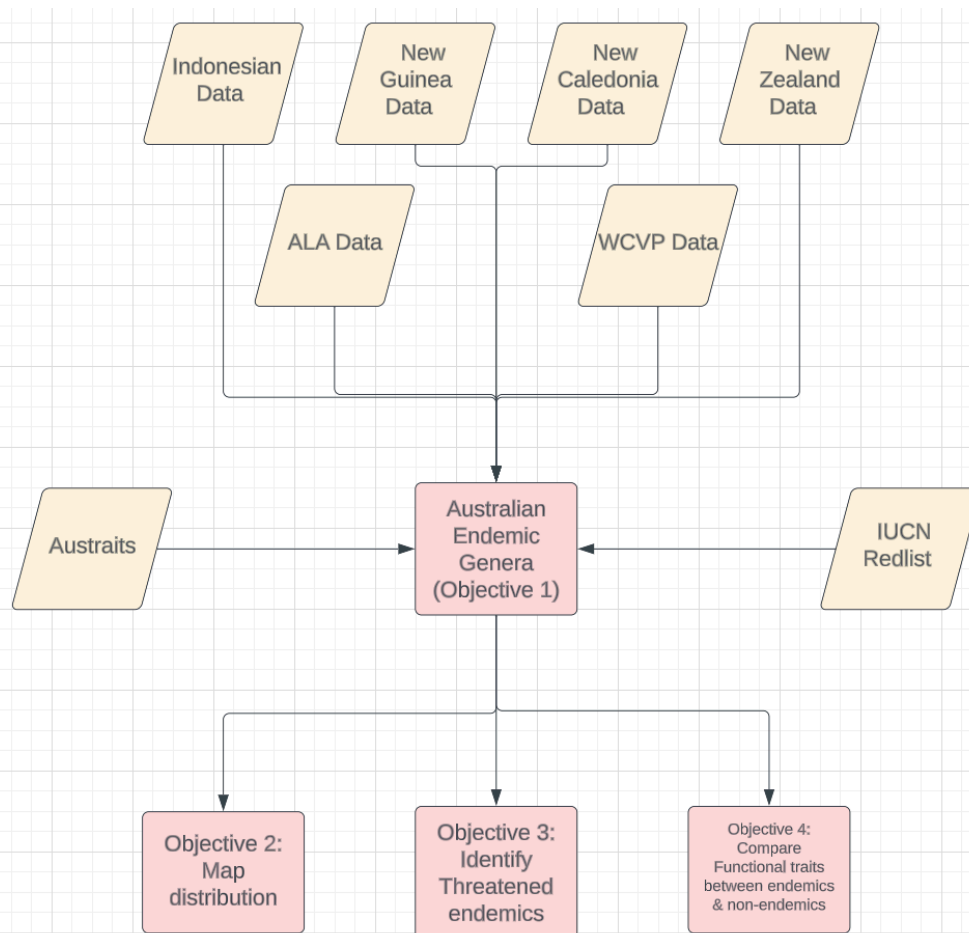 Indonesian
Data
New
Guinea
Data
New
Caledonia
Data
New
Zealand
Data
ALA Data
WCVP Data
Austraits
Australian
Endemic
Genera
(Objective 1)
IUCN
Redlist
Objective 2:
Map
distribution
Objective 3:
Identify
Threatened
endemics
Objective 4:
Compare
Functional traits
between endemics
& non-endemics